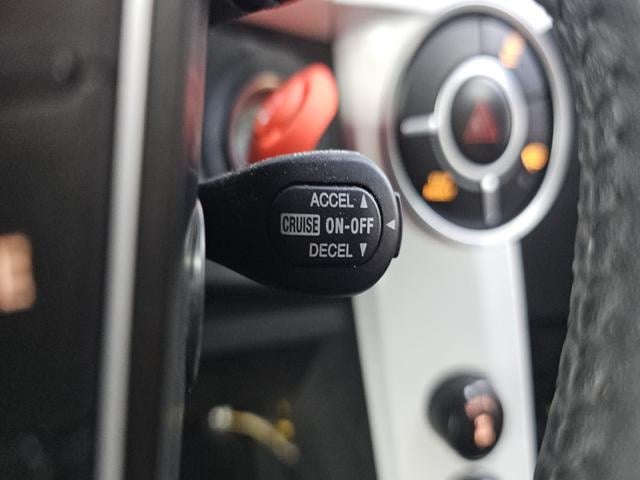 ACCEL ▲
CRUISE ON-OFF ◀
DECEL ▼